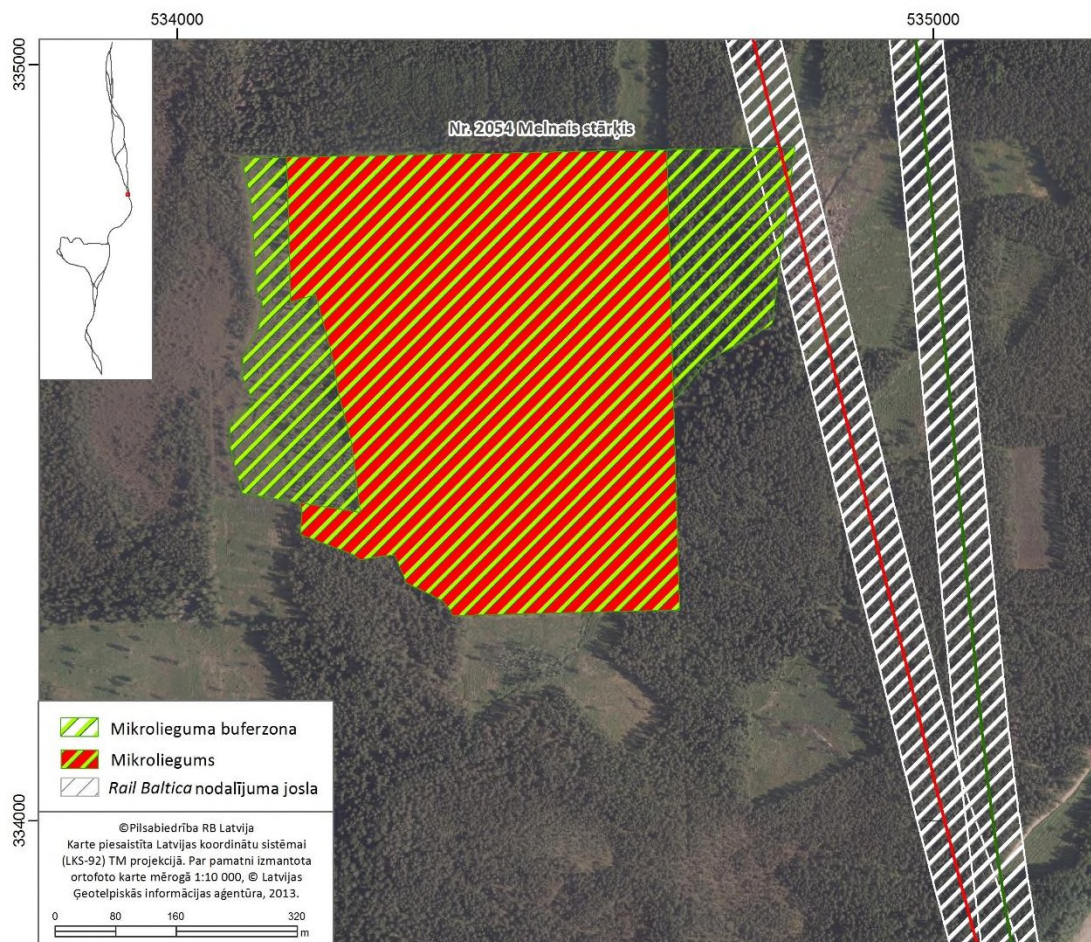 534000
535000
335000
Nr. 2054 Melnais stārķis
334000
Mikrolieguma buferzona
Mikroliegums
Rail Baltica nodalījuma josla
©Pilsabiedrība RB Latvija
Karte piesaistīta Latvijas koordinātu sistēmai
(LKS-92) TM projekcijā. Par pamatni izmantota
ortofoto karte mērogā 1:10 000, © Latvijas
Ģeotelpiskās informācijas aģentūra, 2013.
0 80 160 320
m